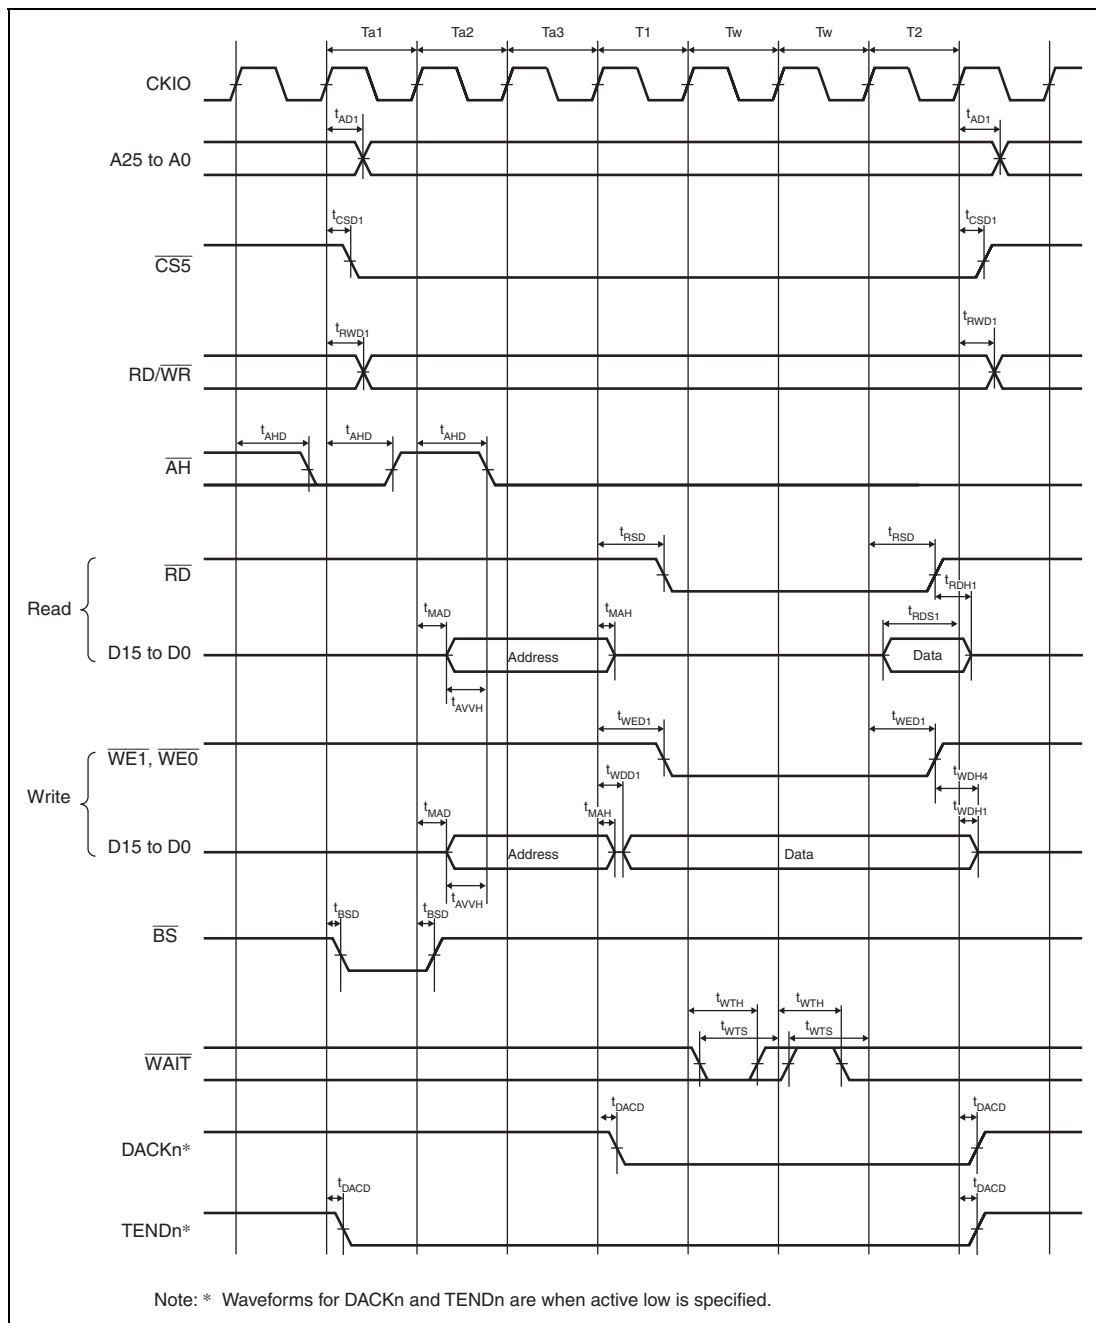 Ta1 Ta2 Ta3 T1 Tw Tw T2
CKIO
tAD1 tAD1
A25 to A0
tCSD1 tCSD1
CS5
tRWD1 tRWD1
RD/WR
tAHD tAHD tAHD
AH
tRSD tRSD
RD
tRDH1
Read
tMAD tMAH tRDS1
D15 to D0 Address Data
tAVVH
tWED1 tWED1
WE1, WE0
tWDD1 tWDH4
Write
tMAD tMAH tWDH1
D15 to D0 Address Data
tAVVH
tBSD tBSD
BS
tWTH tWTH
tWTS tWTS
WAIT
tDACD tDACD
DACKn*
tDACD tDACD
TENDn*
Note: * Waveforms for DACKn and TENDn are when active low is specified.